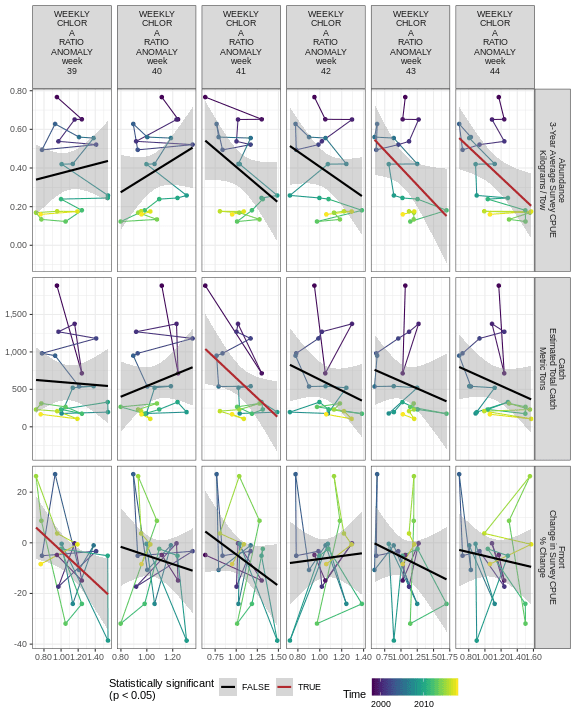 WEEKLY
CHLOR
A
RATIO
ANOMALY
week
39
WEEKLY
CHLOR
A
RATIO
ANOMALY
week
40
WEEKLY
CHLOR
A
RATIO
ANOMALY
week
41
WEEKLY
CHLOR
A
RATIO
ANOMALY
week
42
WEEKLY
CHLOR
A
RATIO
ANOMALY
week
43
WEEKLY
CHLOR
A
RATIO
ANOMALY
week
44
0.80
0.60
0.40
0.20
0.00
Abundance
3-Year Average Survey CPUE
Kilograms /Tow
1,500
1,000
500
0
Catch
Estimated Total Catch
Metric Tons
20
0
-20
-40
Fmort
Change in Survey CPUE
% Change
0.80 1.00 1.20 1.40
0.80 1.00 1.20
0.75 1.00 1.25 1.50
0.80 1.00 1.20 1.40
0.75 1.00 1.25 1.50 1.75
0.80 1.00 1.20 1.40 1.60
Statistically significant
(p < 0.05)
FALSE
TRUE
Time
2000
2010